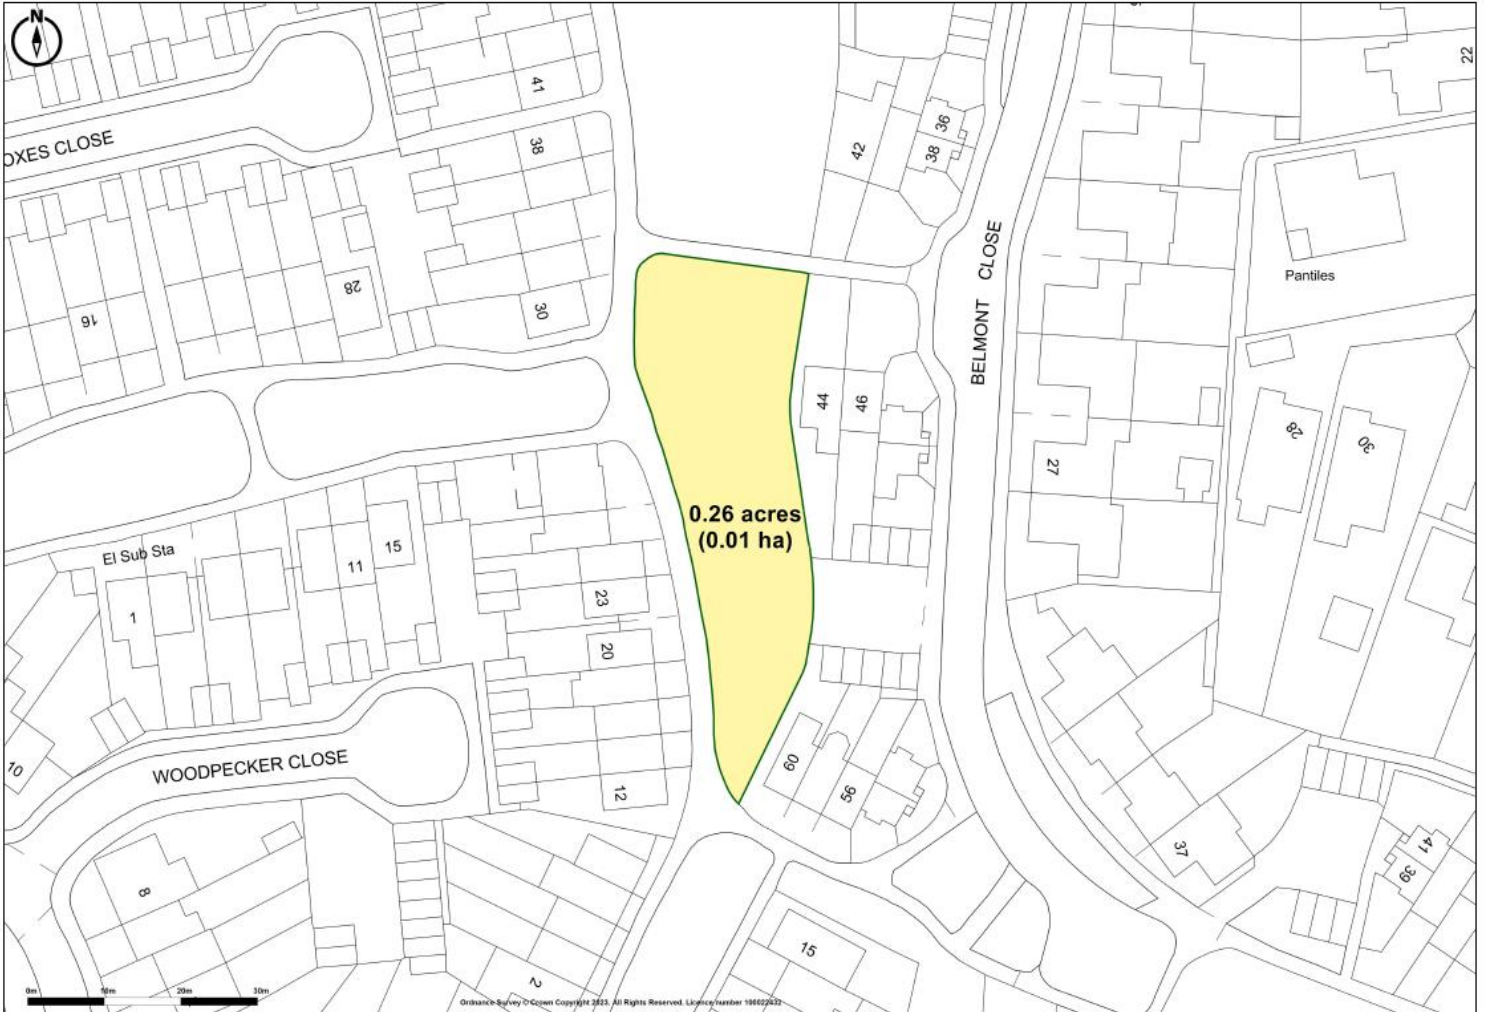 N
41
22
36
OXES CLOSE
38
38
42
BELMONT CLOSE
Pantiles
28
16
30
44
46
28
30
27
0.26 acres
(0.01 ha)
El Sub Sta
15
11
23
1
20
10
WOODPECKER CLOSE
60
12
56
37
41
39
8
15
2
0m 10m 20m 30m
Ordnance Survey © Crown Copyright 2023. All Rights Reserved. Licence number 100022432